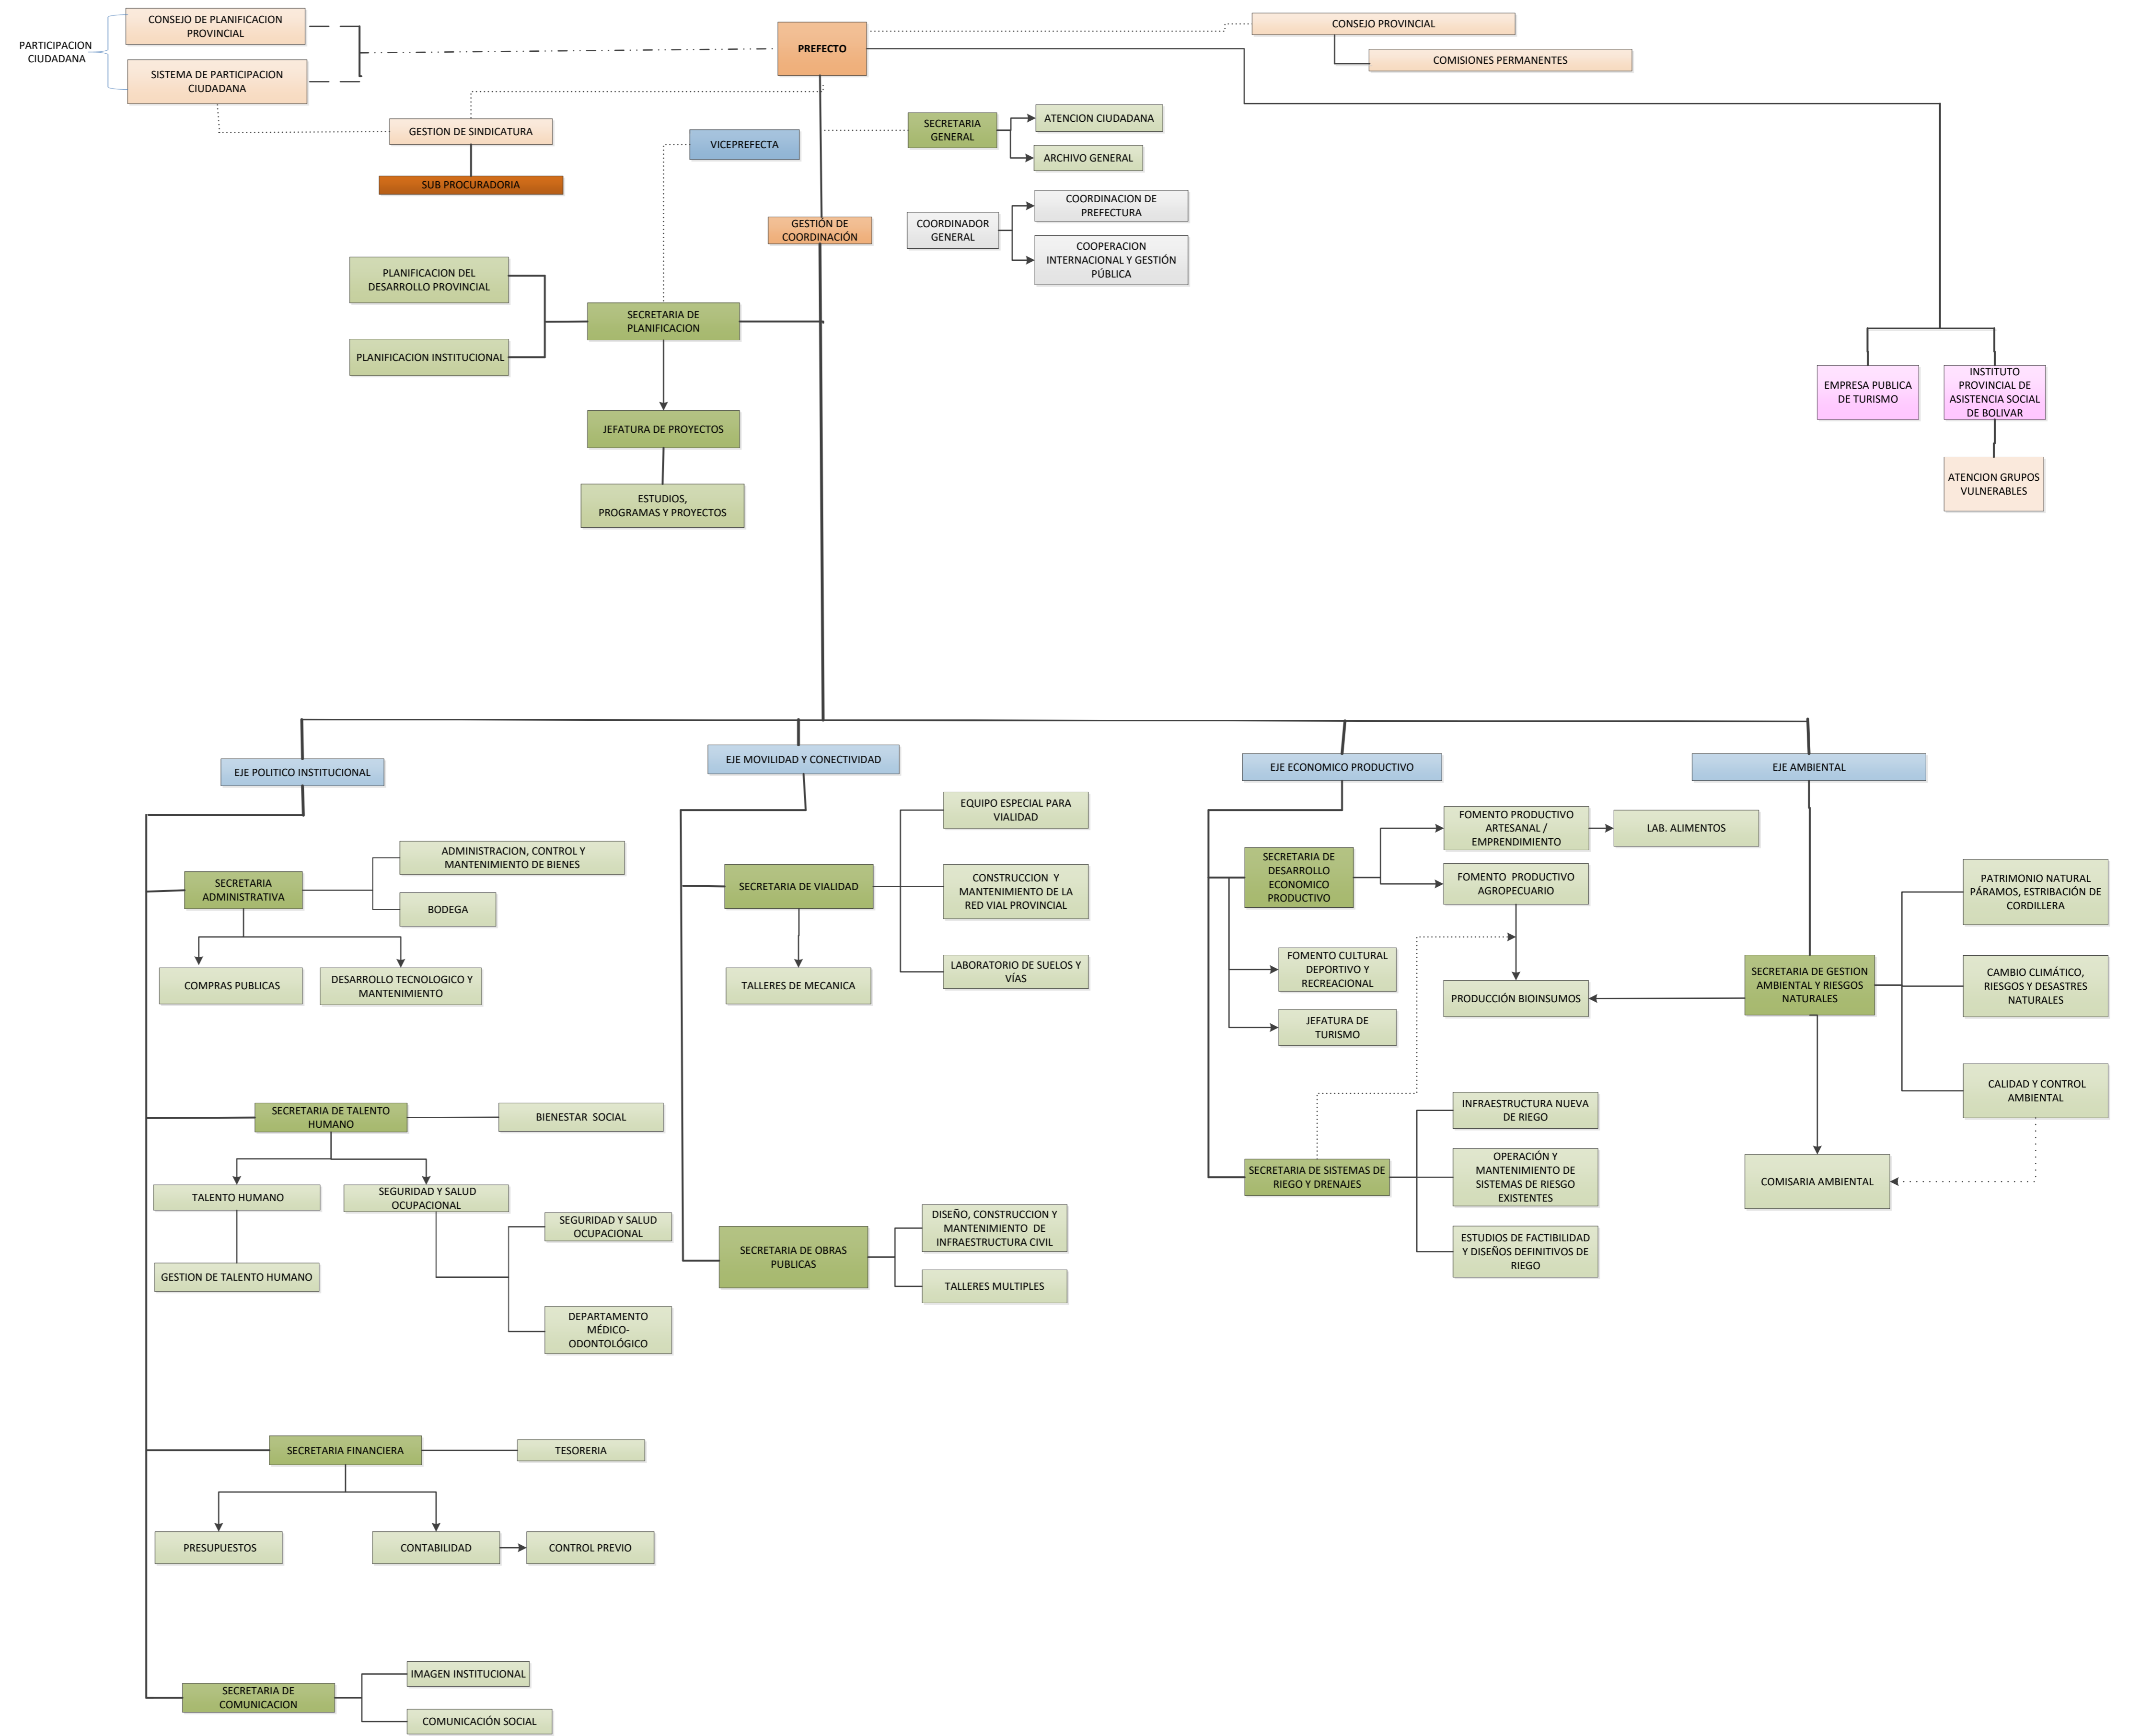 CONSEJO DE PLANIFICACION
PROVINCIAL
PARTICIPACION
CIUDADANA
SISTEMA DE PARTICIPACION
CIUDADANA
PREFECTO
CONSEJO PROVINCIAL
COMISIONES PERMANENTES
GESTION DE SINDICATURA
SUB PROCURADORIA
VICEPREFECTA
SECRETARIA
GENERAL
ATENCION CIUDADANA
ARCHIVO GENERAL
GESTIÓN DE
COORDINACIÓN
COORDINADOR
GENERAL
COORDINACION DE
PREFECTURA
COOPERACION
INTERNACIONAL Y GESTIÓN
PÚBLICA
PLANIFICACION DEL
DESARROLLO PROVINCIAL
PLANIFICACION INSTITUCIONAL
SECRETARIA DE
PLANIFICACION
JEFATURA DE PROYECTOS
ESTUDIOS,
PROGRAMAS Y PROYECTOS
EMPRESA PUBLICA
DE TURISMO
INSTITUTO
PROVINCIAL DE
ASISTENCIA SOCIAL
DE BOLIVAR
ATENCION GRUPOS
VULNERABLES
EJE POLITICO INSTITUCIONAL
SECRETARIA
ADMINISTRATIVA
ADMINISTRACION, CONTROL Y
MANTENIMIENTO DE BIENES
BODEGA
COMPRAS PUBLICAS
DESARROLLO TECNOLOGICO Y
MANTENIMIENTO
SECRETARIA DE TALENTO
HUMANO
BIENESTAR  SOCIAL
TALENTO HUMANO
SEGURIDAD Y SALUD
OCUPACIONAL
GESTION DE TALENTO HUMANO
SEGURIDAD Y SALUD
OCUPACIONAL
DEPARTAMENTO
MÉDICO-
ODONTOLÓGICO
SECRETARIA FINANCIERA
TESORERIA
PRESUPUESTOS
CONTABILIDAD
CONTROL PREVIO
SECRETARIA DE
COMUNICACION
IMAGEN INSTITUCIONAL
COMUNICACIÓN SOCIAL
EJE MOVILIDAD Y CONECTIVIDAD
SECRETARIA DE VIALIDAD
EQUIPO ESPECIAL PARA
VIALIDAD
CONSTRUCCION  Y
MANTENIMIENTO DE LA
RED VIAL PROVINCIAL
LABORATORIO DE SUELOS Y
VÍAS
TALLERES DE MECANICA
SECRETARIA DE OBRAS
PUBLICAS
DISEÑO, CONSTRUCCION Y
MANTENIMIENTO  DE
INFRAESTRUCTURA CIVIL
TALLERES MULTIPLES
EJE ECONOMICO PRODUCTIVO
SECRETARIA DE
DESARROLLO
ECONOMICO
PRODUCTIVO
FOMENTO PRODUCTIVO
ARTESANAL /
EMPRENDIMIENTO
LAB. ALIMENTOS
FOMENTO  PRODUCTIVO
AGROPECUARIO
FOMENTO CULTURAL
DEPORTIVO Y
RECREACIONAL
JEFATURA DE
TURISMO
PRODUCCIÓN BIOINSUMOS
SECRETARIA DE SISTEMAS DE
RIEGO Y DRENAJES
INFRAESTRUCTURA NUEVA
DE RIEGO
OPERACIÓN Y
MANTENIMIENTO DE
SISTEMAS DE RIESGO
EXISTENTES
ESTUDIOS DE FACTIBILIDAD
Y DISEÑOS DEFINITIVOS DE
RIEGO
EJE AMBIENTAL
SECRETARIA DE GESTION
AMBIENTAL Y RIESGOS
NATURALES
PATRIMONIO NATURAL
PÁRAMOS, ESTRIBACIÓN DE
CORDILLERA
CAMBIO CLIMÁTICO,
RIESGOS Y DESASTRES
NATURALES
CALIDAD Y CONTROL
AMBIENTAL
COMISARIA AMBIENTAL